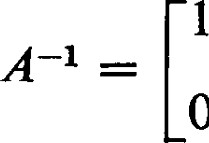 1
A⁻¹ = [
0